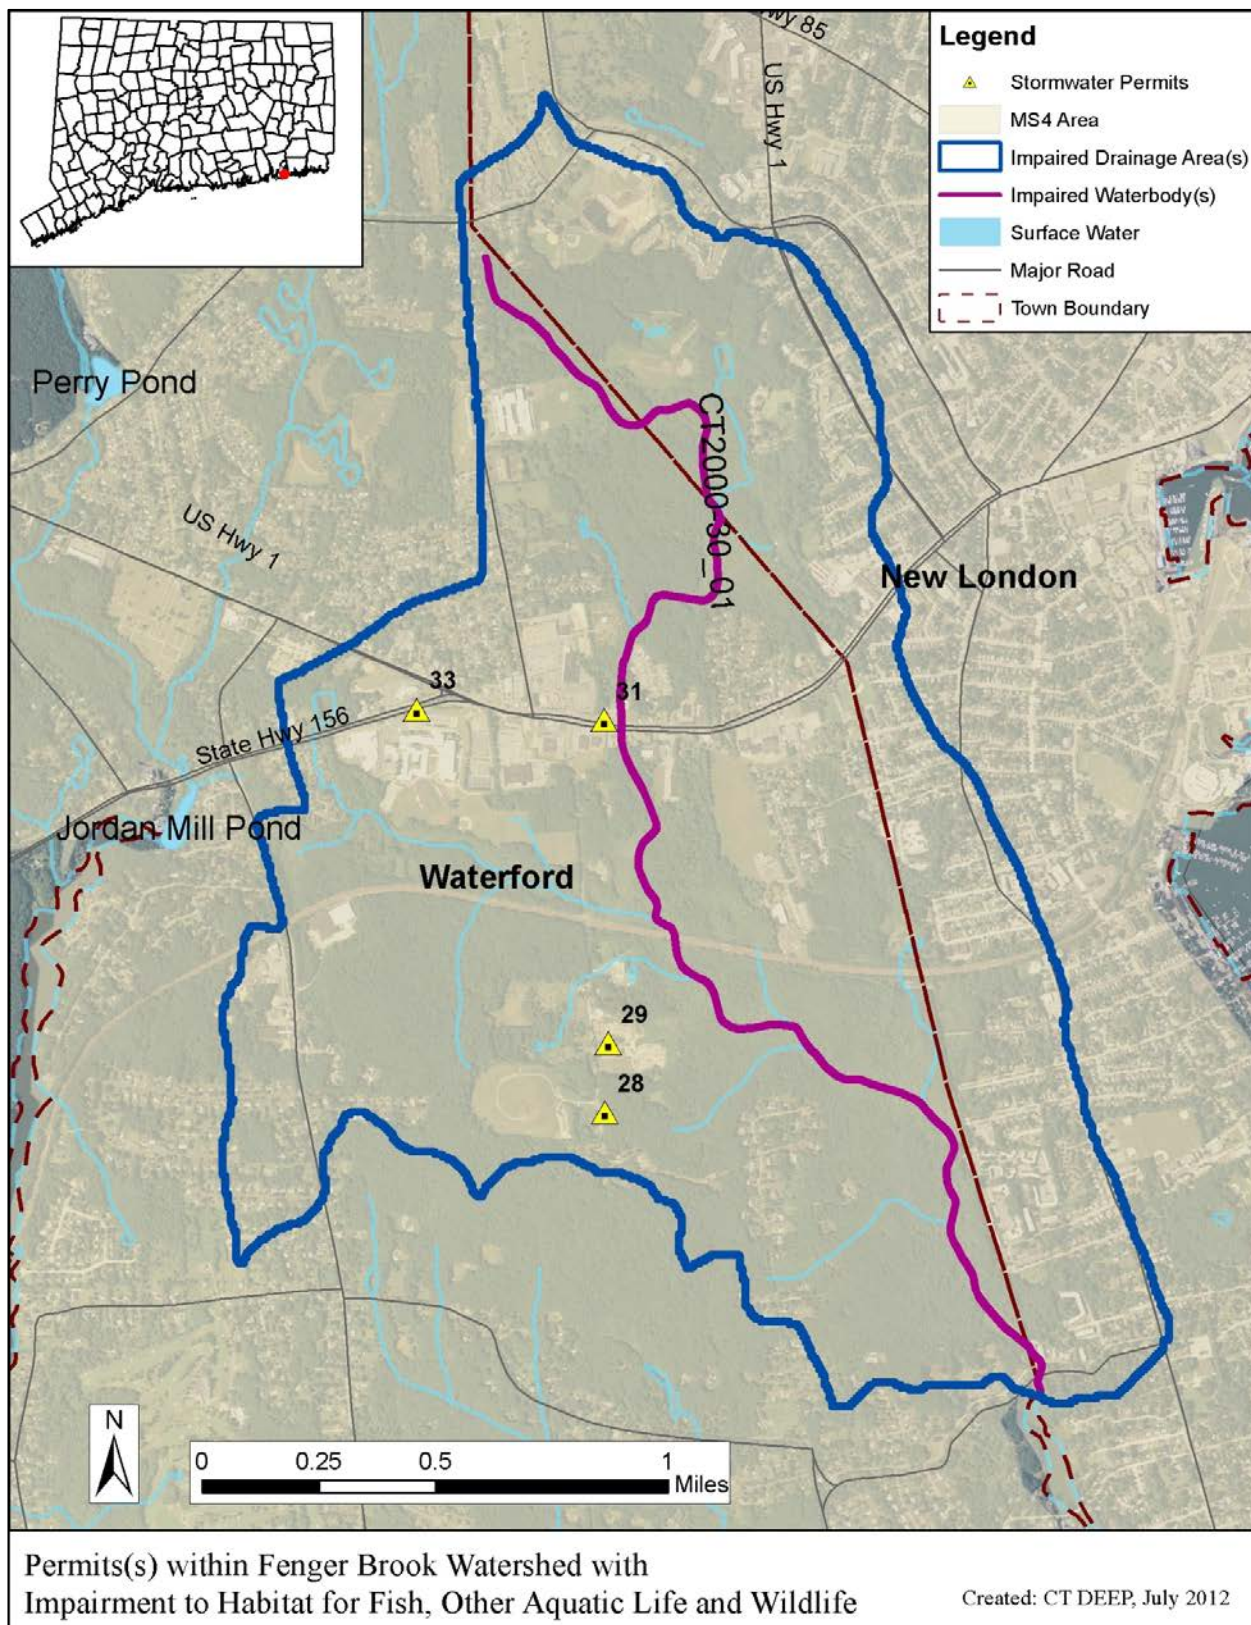 Hwy 85
US Hwy 1
Legend
Stormwater Permits
MS4 Area
Impaired Drainage Area(s)
Impaired Waterbody(s)
Surface Water
Major Road
Town Boundary
Perry Pond
CT2000-30_01
US Hwy 1
New London
33
31
State Hwy 156
Jordan Mill Pond
Waterford
29
28
N
0 0.25 0.5 1
Miles
Permits(s) within Fenger Brook Watershed with
Impairment to Habitat for Fish, Other Aquatic Life and Wildlife
Created: CT DEEP, July 2012